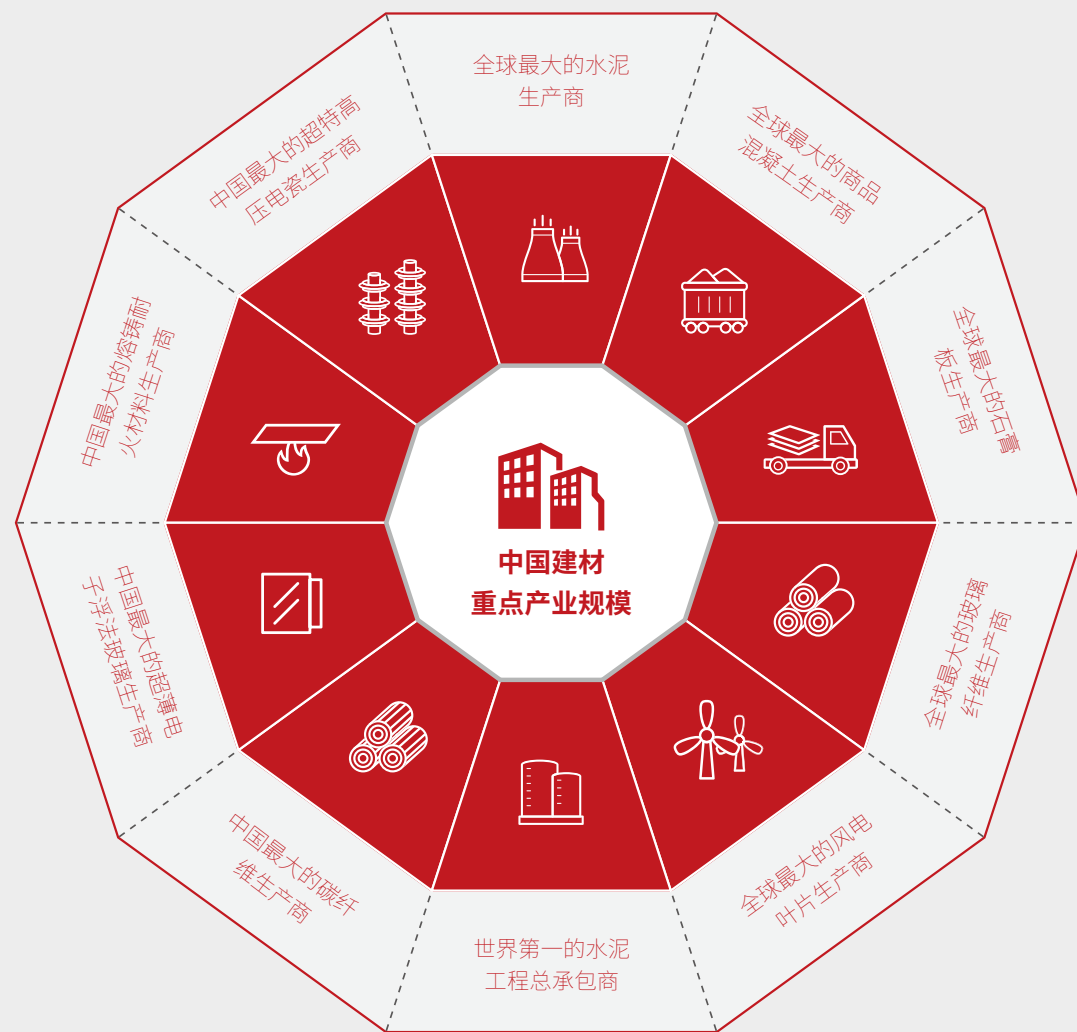 全球最大的水泥
生产商
全球最大的商品
混凝土生产商
全球最大的石膏
板生产商
全球最大的玻璃
纤维生产商
全球最大的风电
叶片生产商
世界第一的水泥
工程总承包商
中国最大的碳纤
维生产商
中国最大的超薄电
子浮法玻璃生产商
中国最大的熔铸耐
火材料生产商
中国最大的超特高
压电瓷生产商
中国建材
重点产业规模